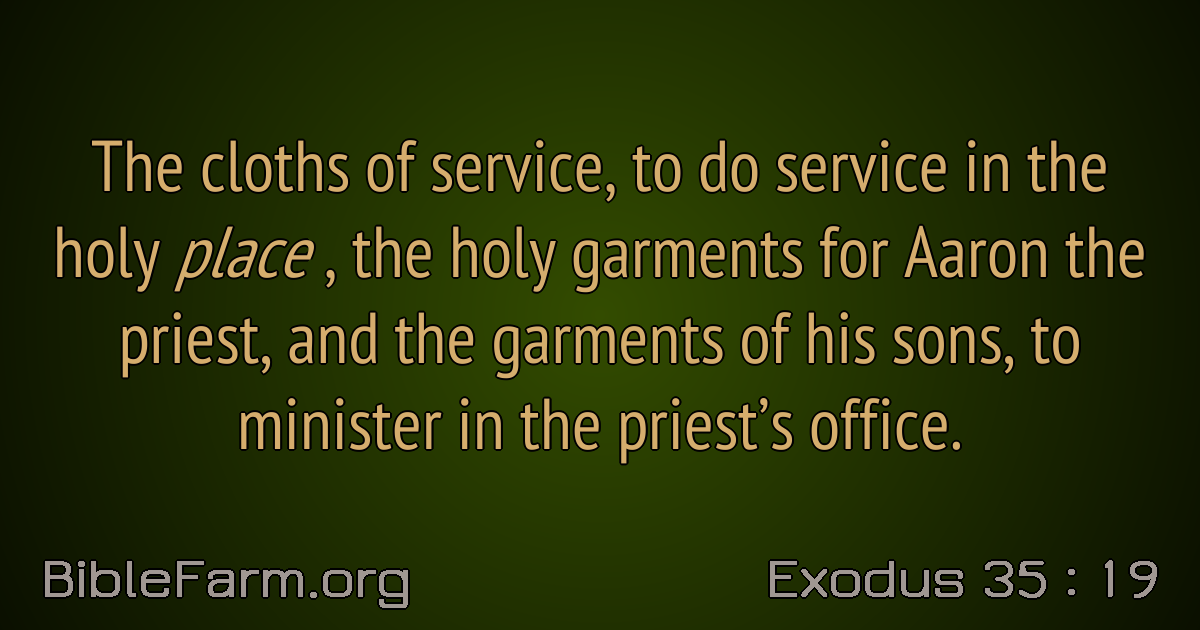 The cloths of service, to do service in the
holy place , the holy garments for Aaron the
priest, and the garments of his sons, to
minister in the priest’s office.
BibleFarm.org
Exodus 35 : 19